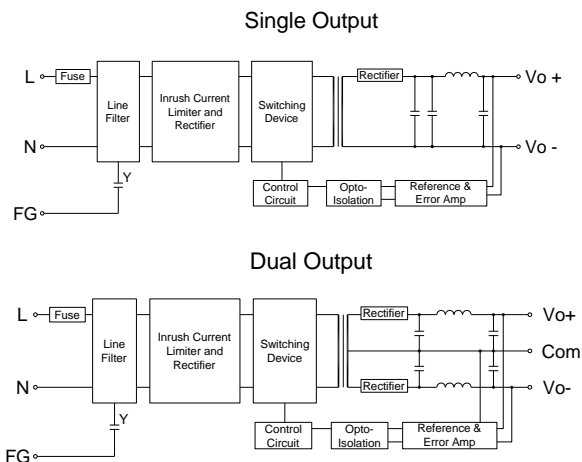 Single Output
L
Fuse
Line
Filter
Inrush Current
Limiter and
Rectifier
Switching
Device
Rectifier
Vo +
N
Vo -
Y
FG
Control
Circuit
Opto-
Isolation
Reference &
Error Amp
Dual Output
L
Fuse
Line
Filter
Inrush Current
Limiter and
Rectifier
Switching
Device
Rectifier
Vo+
Com
N
Rectifier
Vo-
Y
FG
Control
Circuit
Opto-
Isolation
Reference &
Error Amp